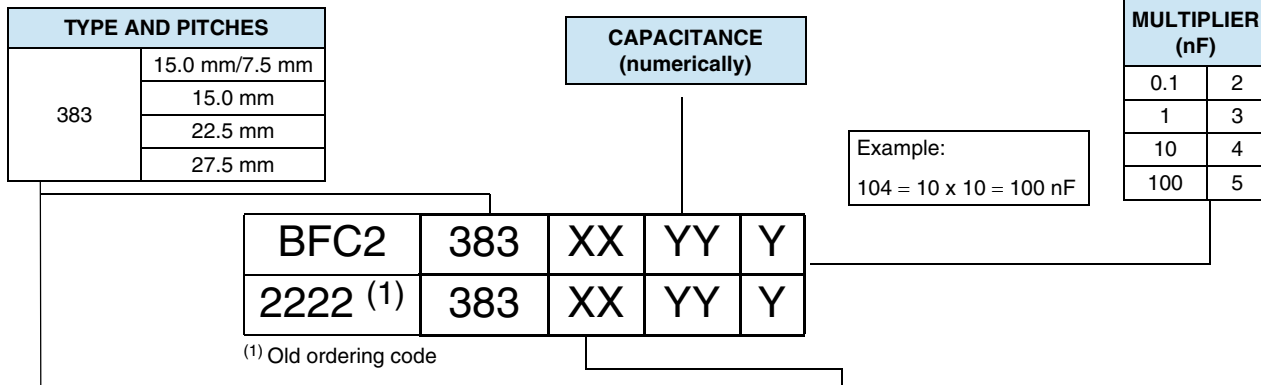 TYPE AND PITCHES
383
15.0 mm/7.5 mm
15.0 mm
22.5 mm
27.5 mm
CAPACITANCE
(numerically)
MULTIPLIER
(nF)
0.1 2
1 3
10 4
100 5
Example:
104 = 10 x 10 = 100 nF
BFC2 383 XX YY Y
2222 (1) 383 XX YY Y
(1) Old ordering code